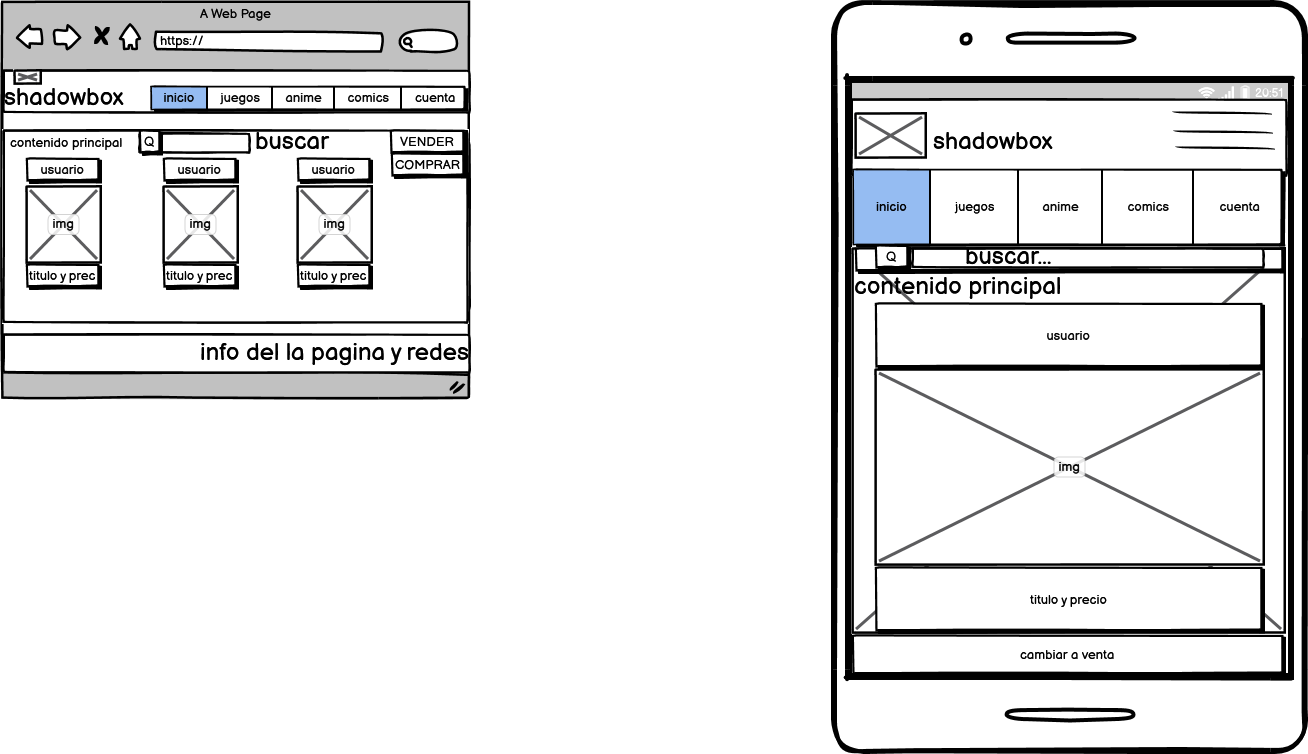 A Web Page
https://
shadowbox
inicio juegos anime comics cuenta
contenido principal Q buscar VENDER
COMPRAR
usuario usuario usuario
img img img
titulo y prec titulo y prec titulo y prec
info del la pagina y redes
20:51
shadowbox
inicio juegos anime comics cuenta
Q buscar...
contenido principal
usuario
img
titulo y precio
cambiar a venta